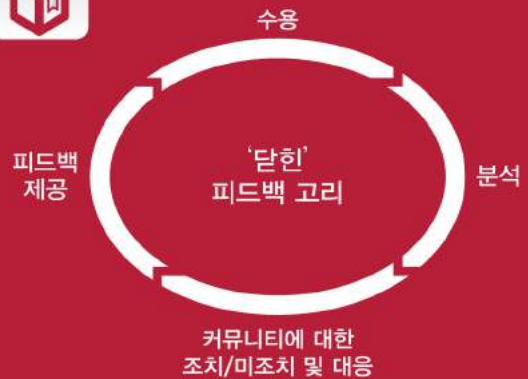 수용
피드백
제공
'닫힌'
피드백 고리
분석
커뮤니티에 대한
조치/미조치 및 대응